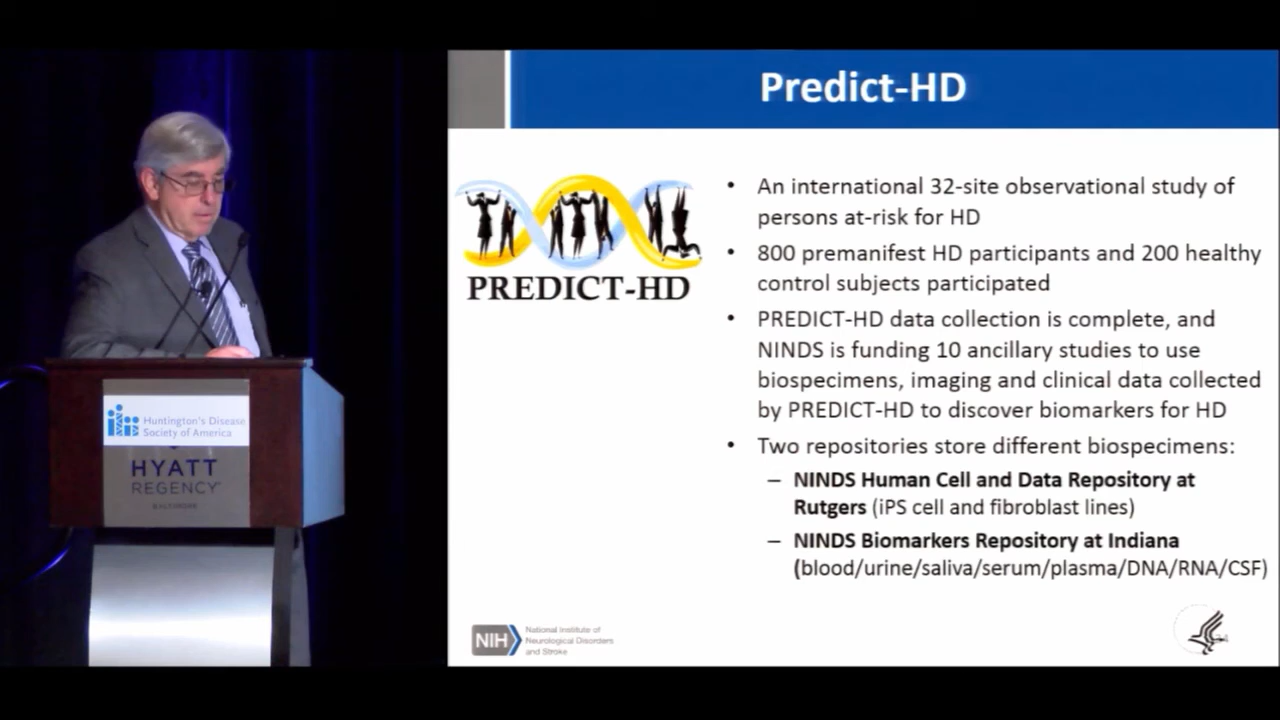 Predict-HD
PREDICT-HD
• An international 32-site observational study of
persons at-risk for HD
• 800 premanifest HD participants and 200 healthy
control subjects participated
• PREDICT-HD data collection is complete, and
NINDS is funding 10 ancillary studies to use
biospecimens, imaging and clinical data collected
by PREDICT-HD to discover biomarkers for HD
• Two repositories store different biospecimens:
– NINDS Human Cell and Data Repository at
Rutgers (iPS cell and fibroblast lines)
– NINDS Biomarkers Repository at Indiana
(blood/urine/saliva/serum/plasma/DNA/RNA/CSF)
NIH
National Institute of
Neurological Disorders
and Stroke
Huntington's Disease
Society of America
HYATT
REGENCY
BALTIMORE